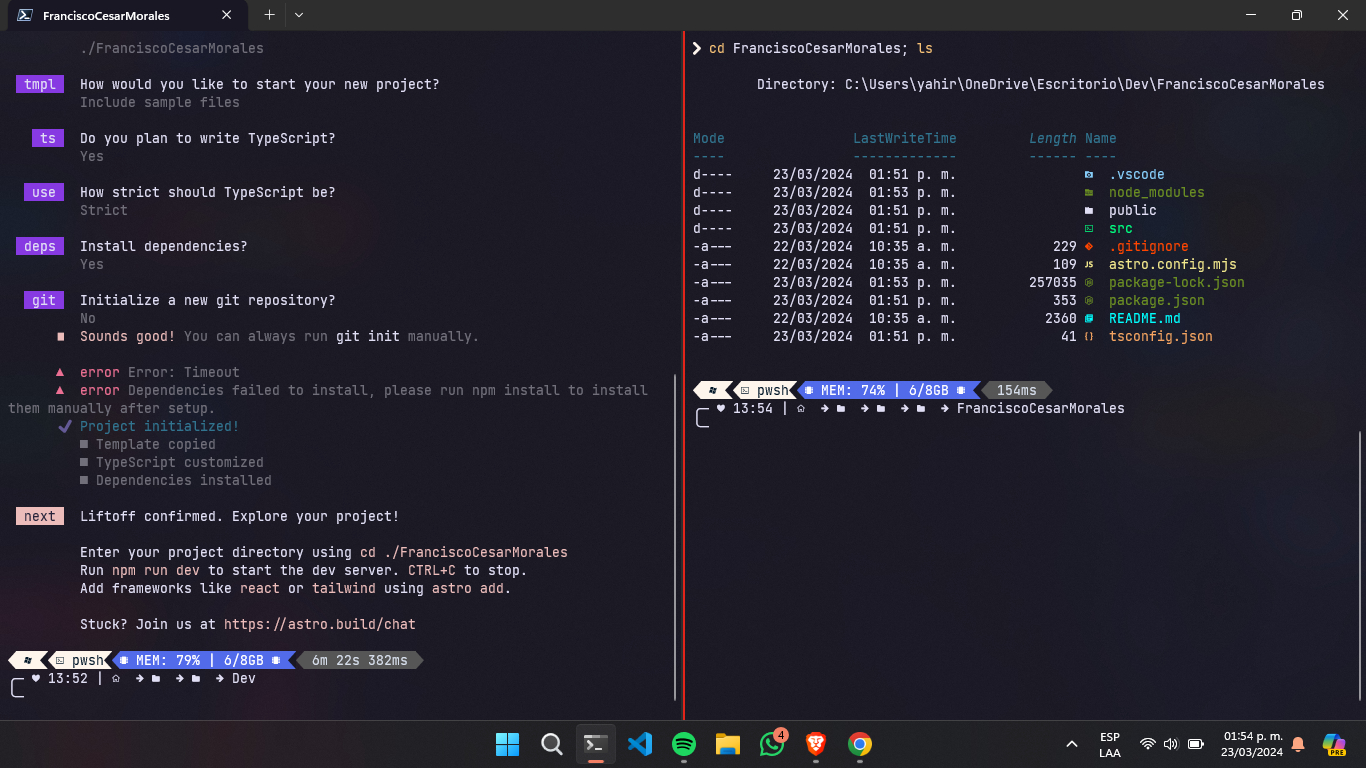 FranciscoCesarMorales
./FranciscoCesarMorales
tmpl How would you like to start your new project?
Include sample files
ts Do you plan to write TypeScript?
Yes
use How strict should TypeScript be?
Strict
deps Install dependencies?
Yes
git Initialize a new git repository?
No
Sounds good! You can always run git init manually.
▲ error Error: Timeout
▲ error Dependencies failed to install, please run npm install to install
them manually after setup.
✔ Project initialized!
■ Template copied
■ TypeScript customized
■ Dependencies installed
next Liftoff confirmed. Explore your project!
Enter your project directory using cd ./FranciscoCesarMorales
Run npm run dev to start the dev server. CTRL+C to stop.
Add frameworks like react or tailwind using astro add.
Stuck? Join us at https://astro.build/chat
pwsh MEM: 79% | 6/8GB 6m 22s 382ms
♥ 13:52 | → → → Dev
❯ cd FranciscoCesarMorales; ls
Directory: C:\Users\yahir\OneDrive\Escritorio\Dev\FranciscoCesarMorales
Mode LastWriteTime Length Name
---- ------------- ------ ----
d---- 23/03/2024 01:51 p. m. .vscode
d---- 23/03/2024 01:53 p. m. node_modules
d---- 23/03/2024 01:51 p. m. public
d---- 23/03/2024 01:51 p. m. src
-a--- 22/03/2024 10:35 a. m. 229 .gitignore
-a--- 22/03/2024 10:35 a. m. 109 JS astro.config.mjs
-a--- 23/03/2024 01:53 p. m. 257035 package-lock.json
-a--- 23/03/2024 01:51 p. m. 353 package.json
-a--- 22/03/2024 10:35 a. m. 2360 README.md
-a--- 23/03/2024 01:51 p. m. 41 {} tsconfig.json
pwsh MEM: 74% | 6/8GB 154ms
♥ 13:54 | → → → → FranciscoCesarMorales
4
ESP
LAA
01:54 p. m.
23/03/2024
PRE